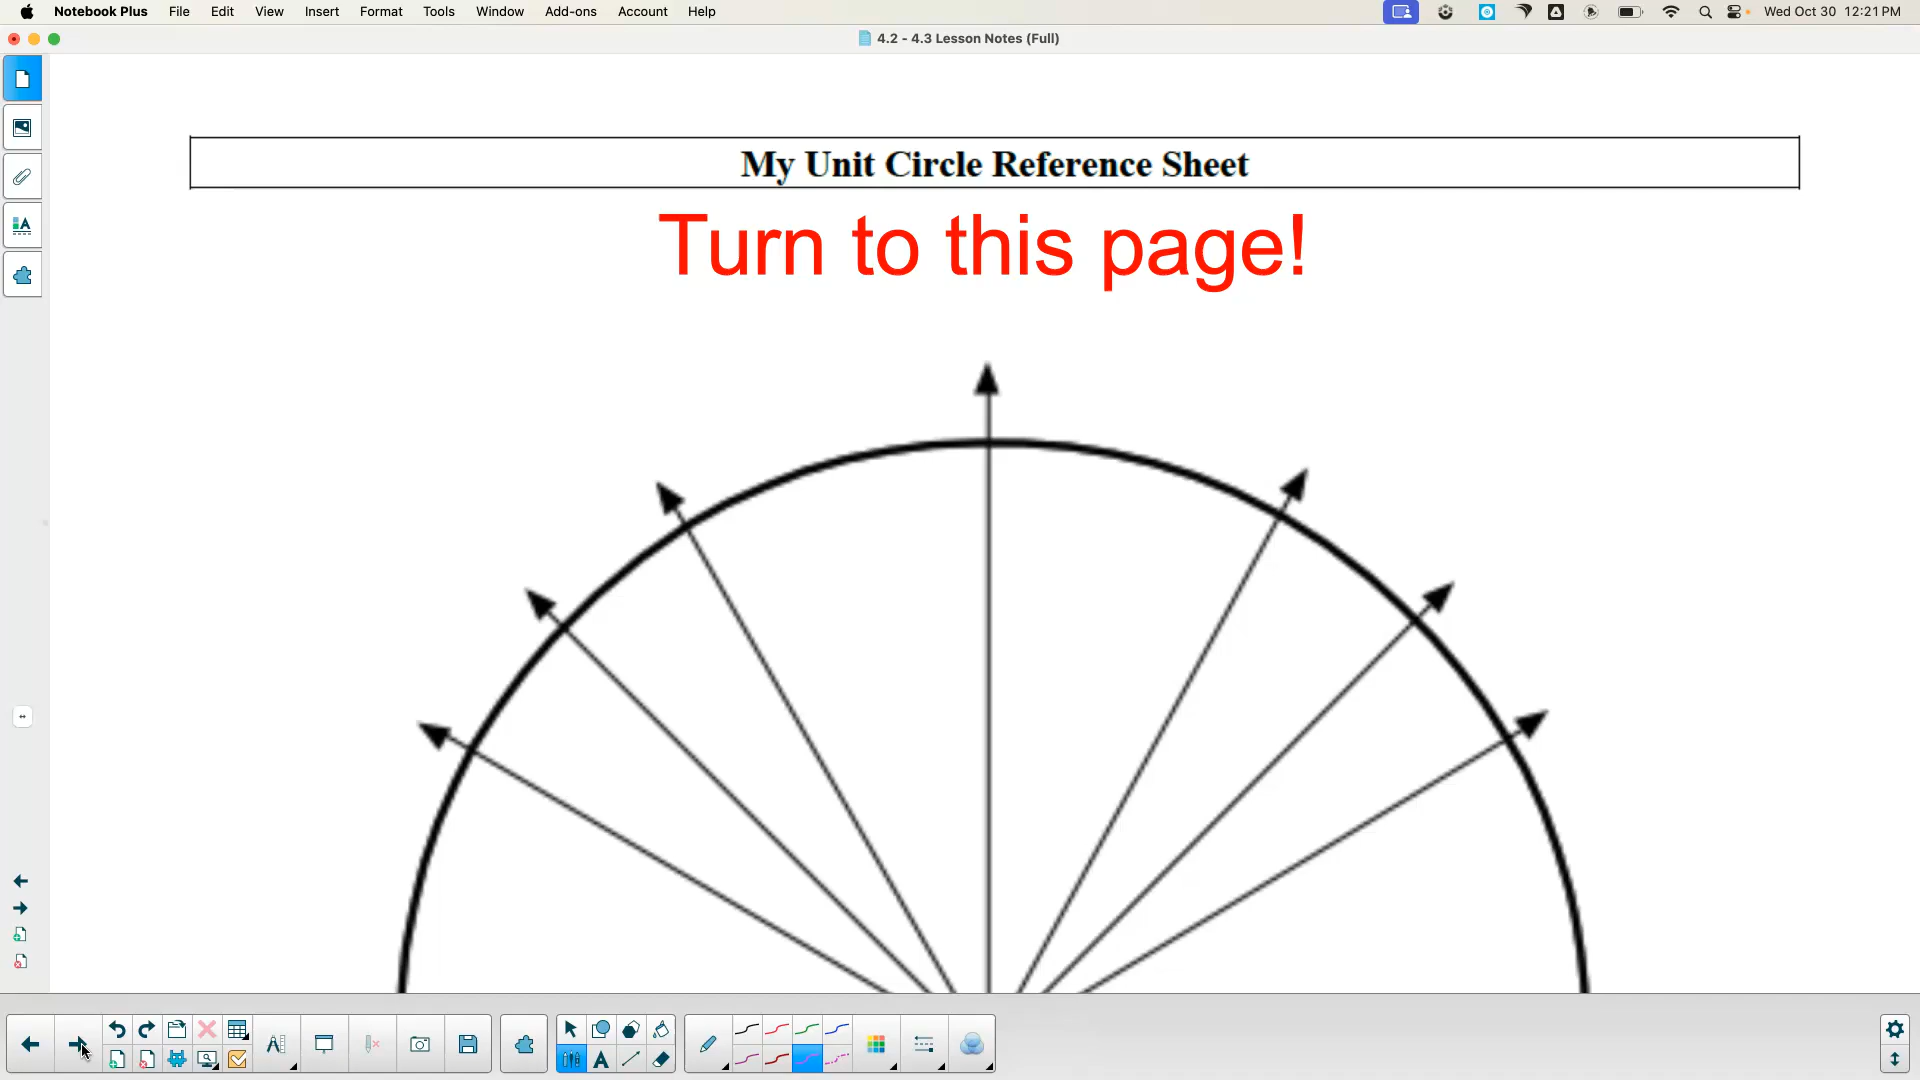 Notebook Plus File Edit View Insert Format Tools Window Add-ons Account Help Wed Oct 30 12:21 PM
4.2 - 4.3 Lesson Notes (Full)
My Unit Circle Reference Sheet
Turn to this page!